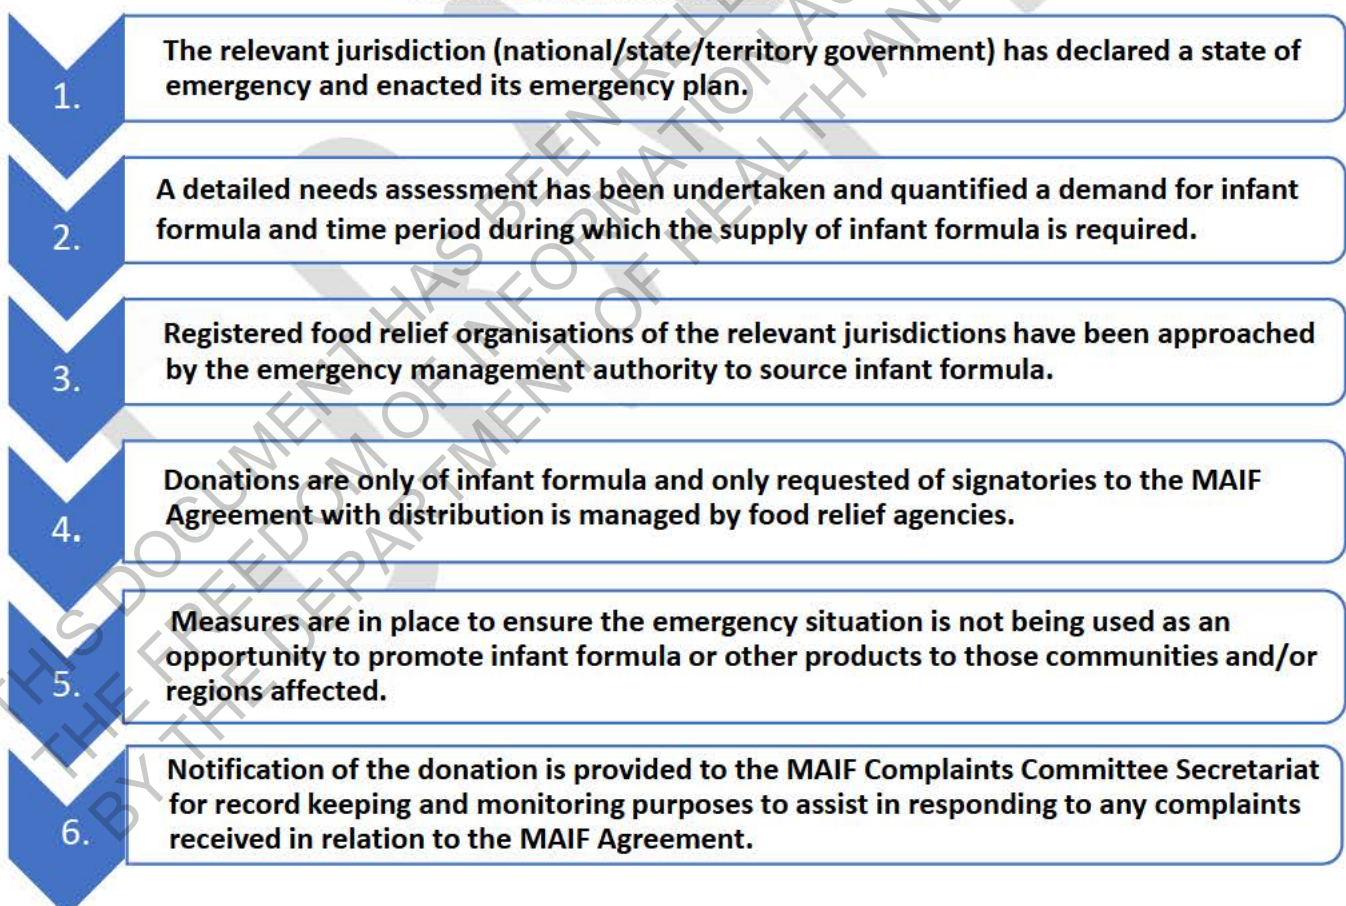 1.
The relevant jurisdiction (national/state/territory government) has declared a state of
emergency and enacted its emergency plan.
2.
A detailed needs assessment has been undertaken and quantified a demand for infant
formula and time period during which the supply of infant formula is required.
3.
Registered food relief organisations of the relevant jurisdictions have been approached
by the emergency management authority to source infant formula.
4.
Donations are only of infant formula and only requested of signatories to the MAIF
Agreement with distribution is managed by food relief agencies.
5.
Measures are in place to ensure the emergency situation is not being used as an
opportunity to promote infant formula or other products to those communities and/or
regions affected.
6.
Notification of the donation is provided to the MAIF Complaints Committee Secretariat
for record keeping and monitoring purposes to assist in responding to any complaints
received in relation to the MAIF Agreement.
THIS DOCUMENT HAS BEEN
THE FREEDOM OF INFORMATION
BY THE DEPARTMENT OF HEALTH